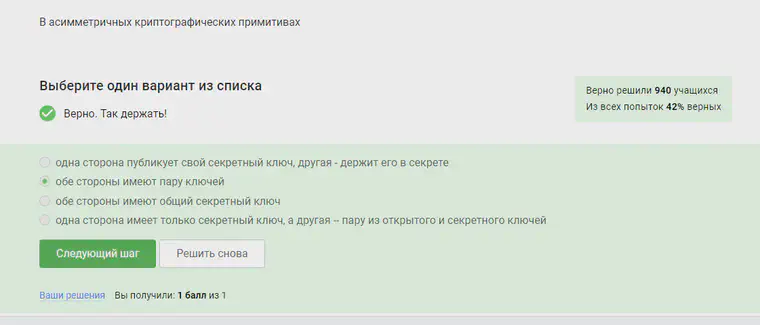 В асимметричных криптографических примитивах
Выберите один вариант из списка
Верно. Так держать!
Верно решили 940 учащихся
Из всех попыток 42% верных
одна сторона публикует свой секретный ключ, другая - держит его в секрете
обе стороны имеют пару ключей
обе стороны имеют общий секретный ключ
одна сторона имеет только секретный ключ, а другая -- пару из открытого и секретного ключей
Следующий шаг Решить снова
Ваши решения Вы получили: 1 балл из 1